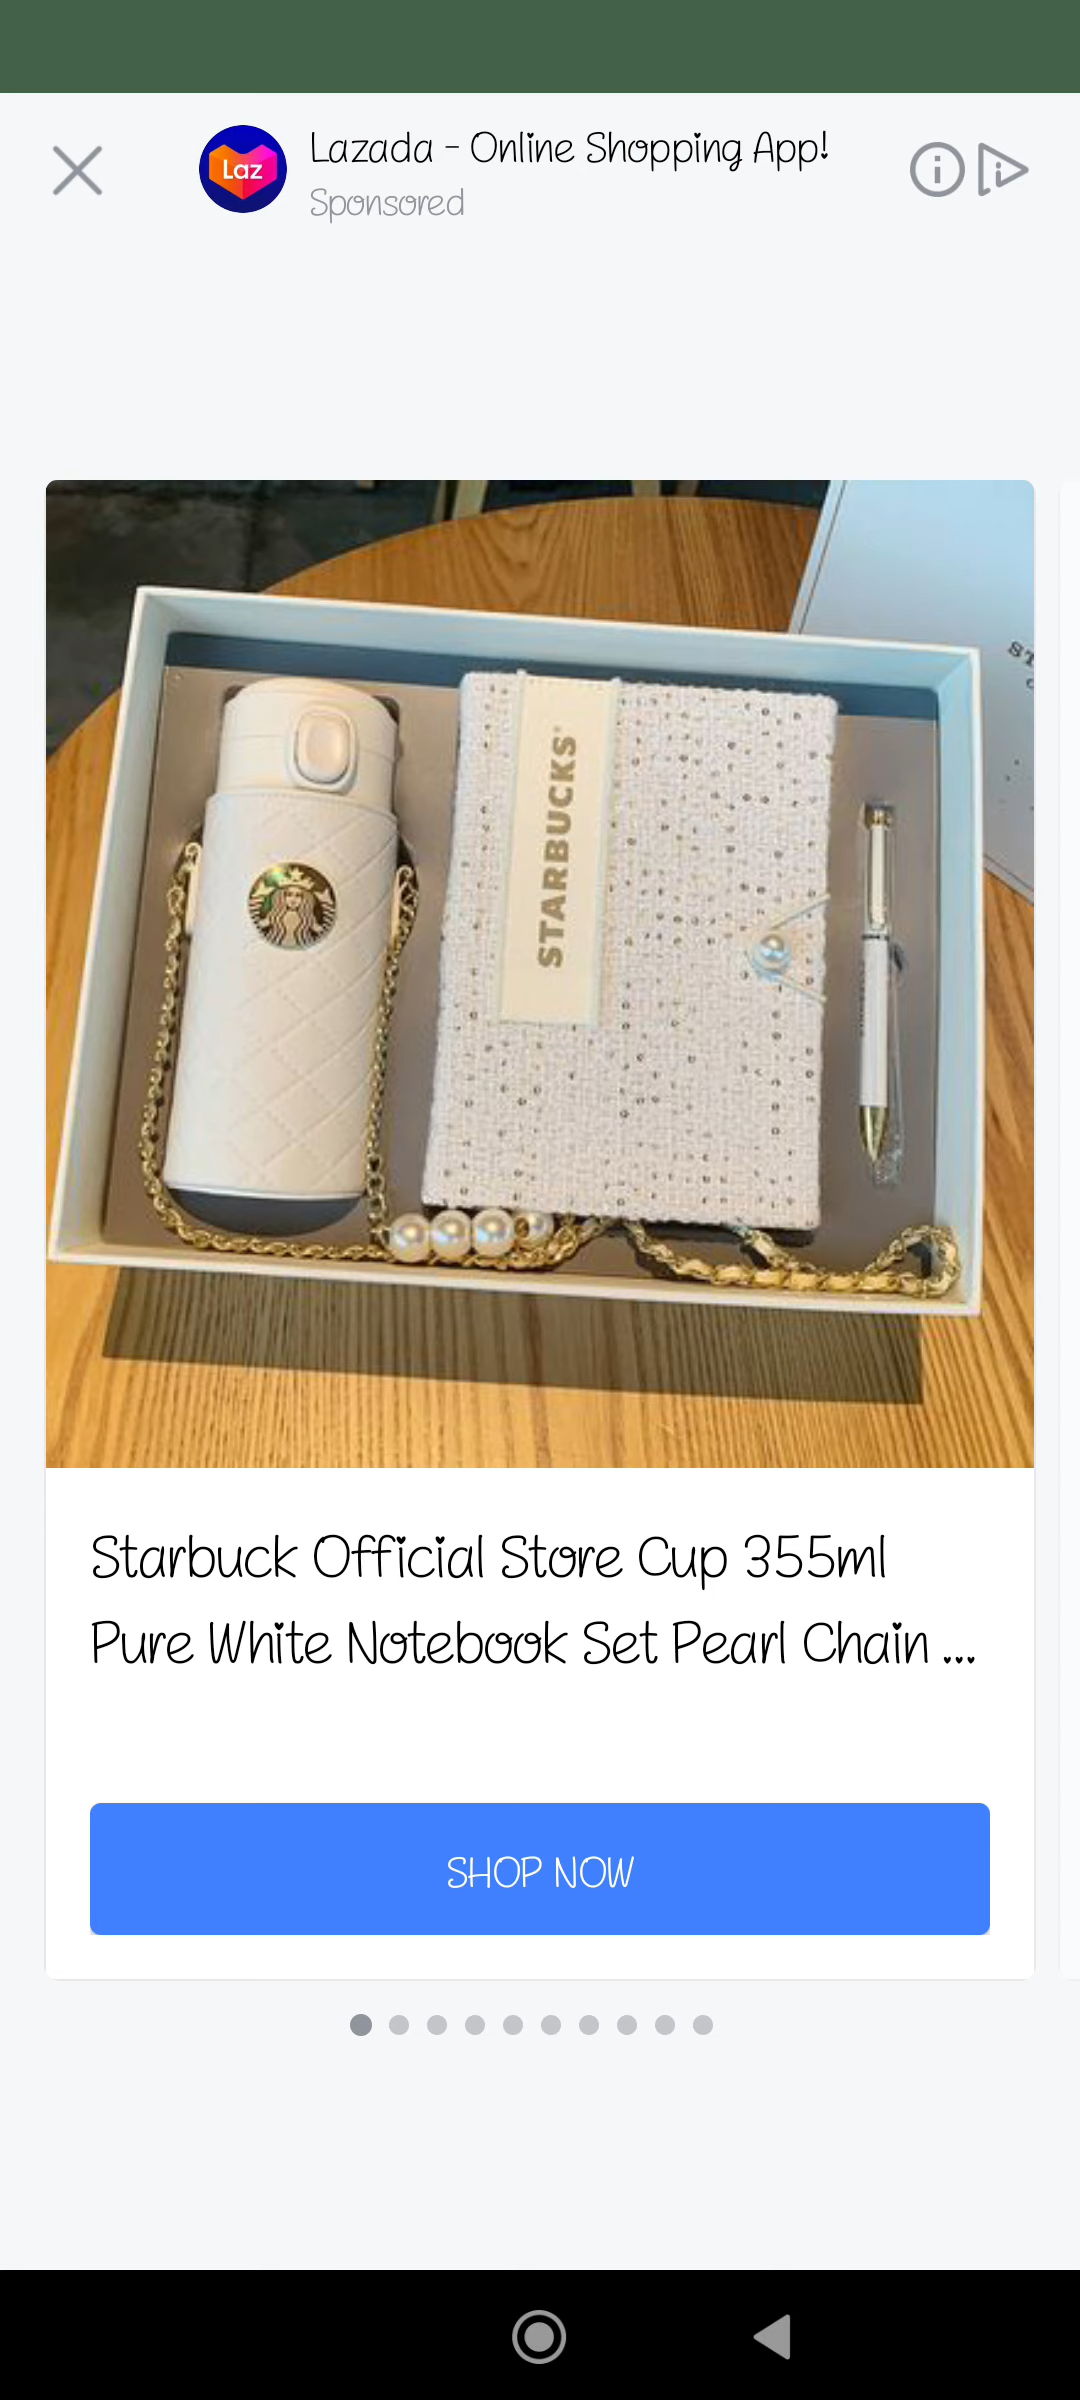 Lazada - Online Shopping App!
Laz
Sponsored
ST
STARBUCKS
Starbuck Official Store Cup 355ml
Pure White Notebook Set Pearl Chain ...
SHOP NOW